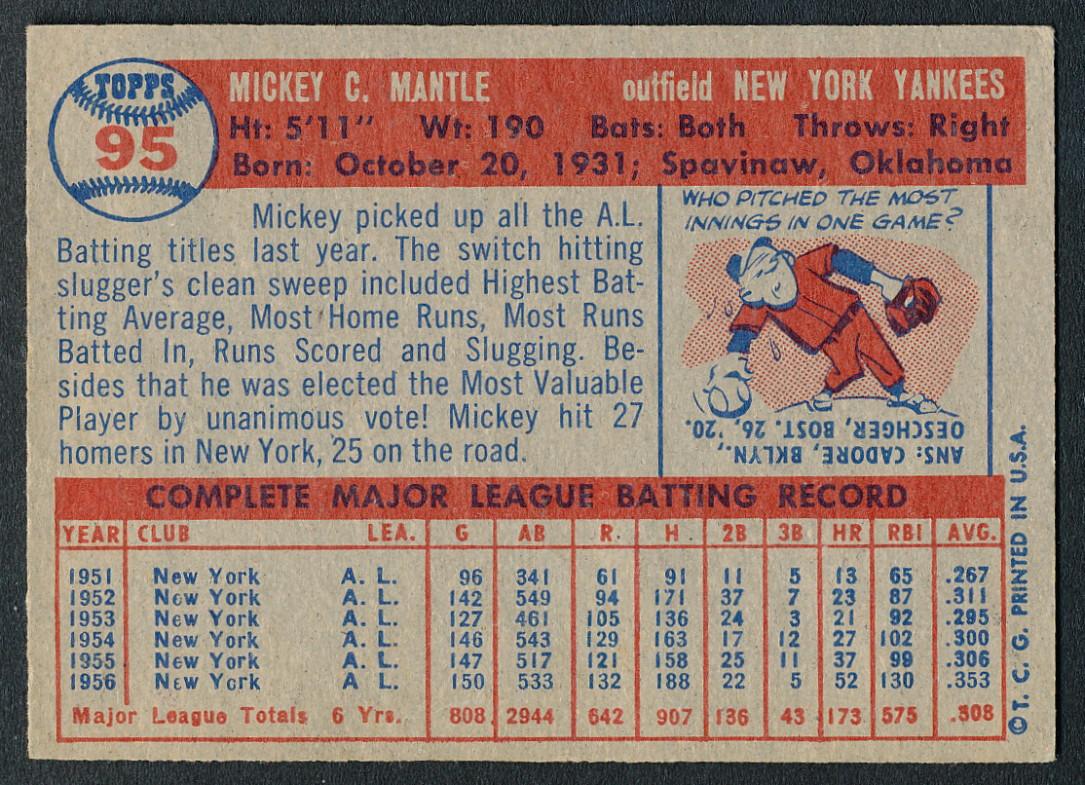 TOPPS
95
MICKEY C. MANTLE outfield NEW YORK YANKEES
Ht: 5'11" Wt: 190 Bats: Both Throws: Right
Born: October 20, 1931; Spavinaw, Oklahoma
Mickey picked up all the A.L.
Batting titles last year. The switch hitting
slugger's clean sweep included Highest Bat-
ting Average, Most Home Runs, Most Runs
Batted In, Runs Scored and Slugging. Be-
sides that he was elected the Most Valuable
Player by unanimous vote! Mickey hit 27
homers in New York, 25 on the road.
WHO PITCHED THE MOST
INNINGS IN ONE GAME?
ANS: CADORE, BKLYN.,
OESCHGER, BOST. 26, '20.
COMPLETE MAJOR LEAGUE BATTING RECORD
YEAR CLUB LEA. G AB R. H. 2B 3B HR RBI AVG.
1951 New York A. L. 96 341 61 91 11 5 13 65 .267
1952 New York A. L. 142 549 94 171 37 7 23 87 .311
1953 New York A. L. 127 461 105 136 24 3 21 92 .295
1954 New York A. L. 146 543 129 163 17 12 27 102 .300
1955 New York A. L. 147 517 121 158 25 11 37 99 .306
1956 New York A L. 150 533 132 188 22 5 52 130 .353
Major League Totals 6 Yrs. 808 2944 642 907 136 43 173 575 .308
©T. C. G. PRINTED IN U.S.A.